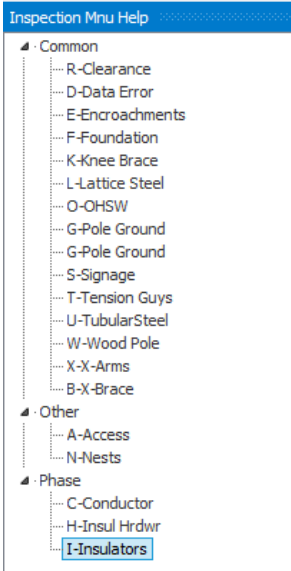 Inspection Mnu Help
Common
R-Clearance
D-Data Error
E-Encroachments
F-Foundation
K-Knee Brace
L-Lattice Steel
O-OHSW
G-Pole Ground
G-Pole Ground
S-Signage
T-Tension Guys
U-TubularSteel
W-Wood Pole
X-X-Arms
B-X-Brace
Other
A-Access
N-Nests
Phase
C-Conductor
H-Insul Hrdwr
I-Insulators